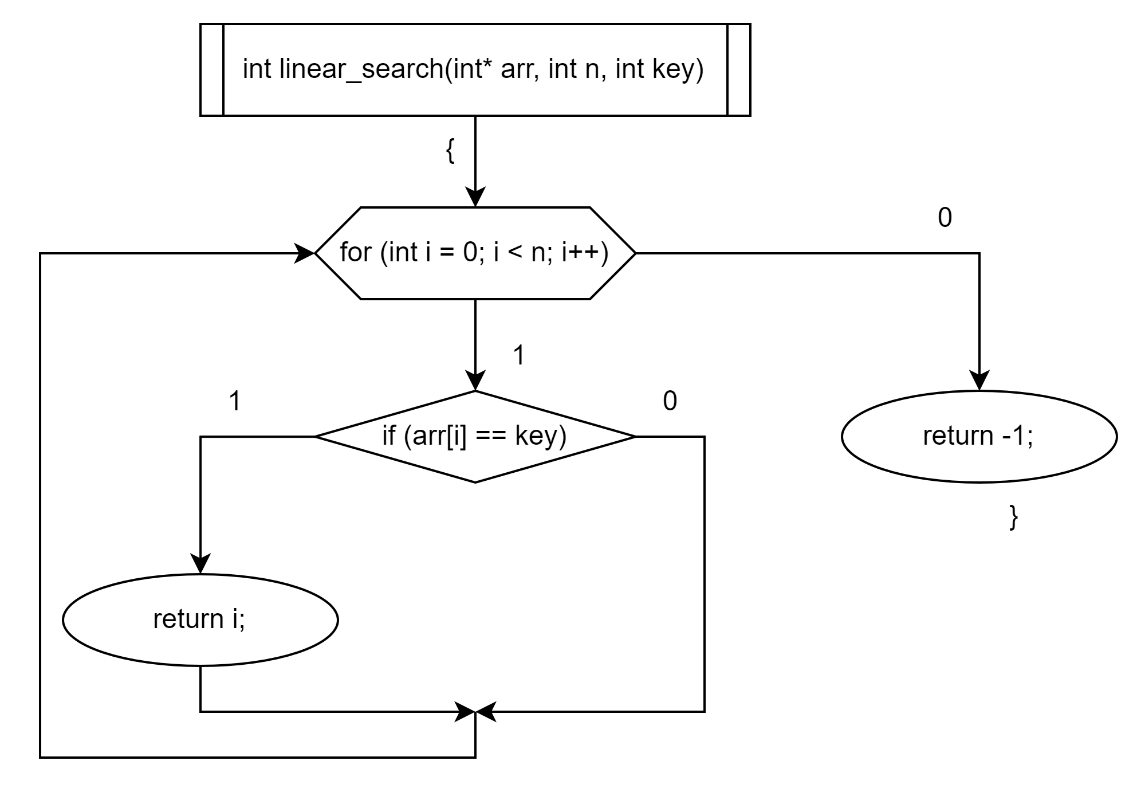 int linear_search(int* arr, int n, int key)
{
for (int i = 0; i < n; i++)
0
1
1
0
if (arr[i] == key)
return -1;
}
return i;